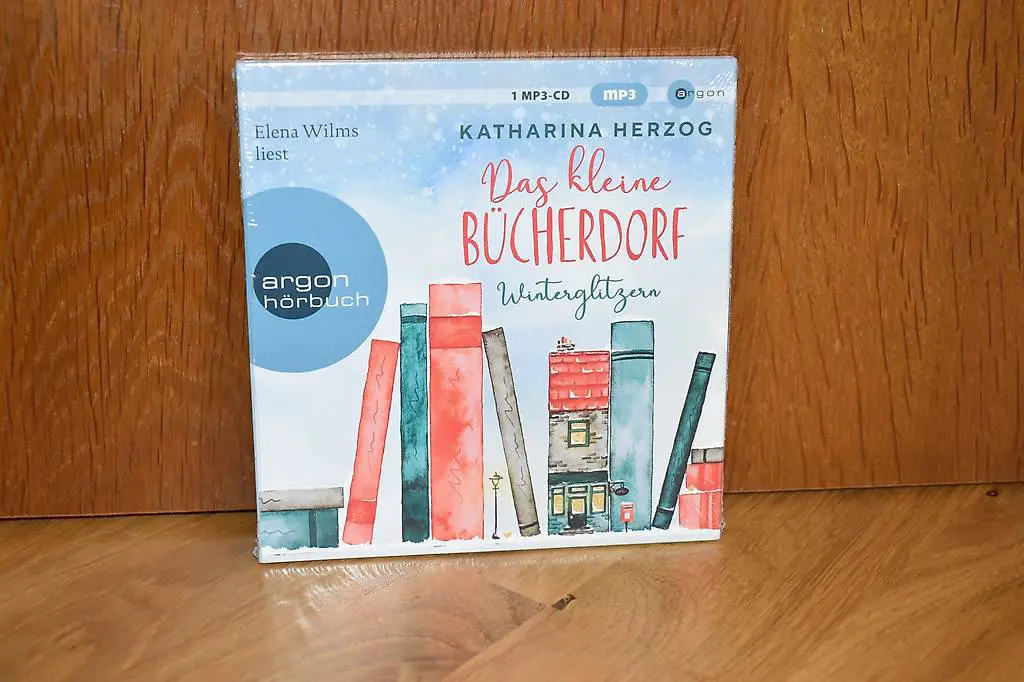 1 MP3-CD mp3 argon
Elena Wilms
liest
KATHARINA HERZOG
Das kleine
BÜCHERDORF
Winterglitzern
argon
hörbuch